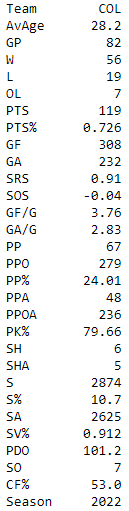 Team COL
AvAge 28.2
GP 82
W 56
L 19
OL 7
PTS 119
PTS% 0.726
GF 308
GA 232
SRS 0.91
SOS -0.04
GF/G 3.76
GA/G 2.83
PP 67
PPO 279
PP% 24.01
PPA 48
PPOA 236
PK% 79.66
SH 6
SHA 5
S 2874
S% 10.7
SA 2625
SV% 0.912
PDO 101.2
SO 7
CF% 53.0
Season 2022